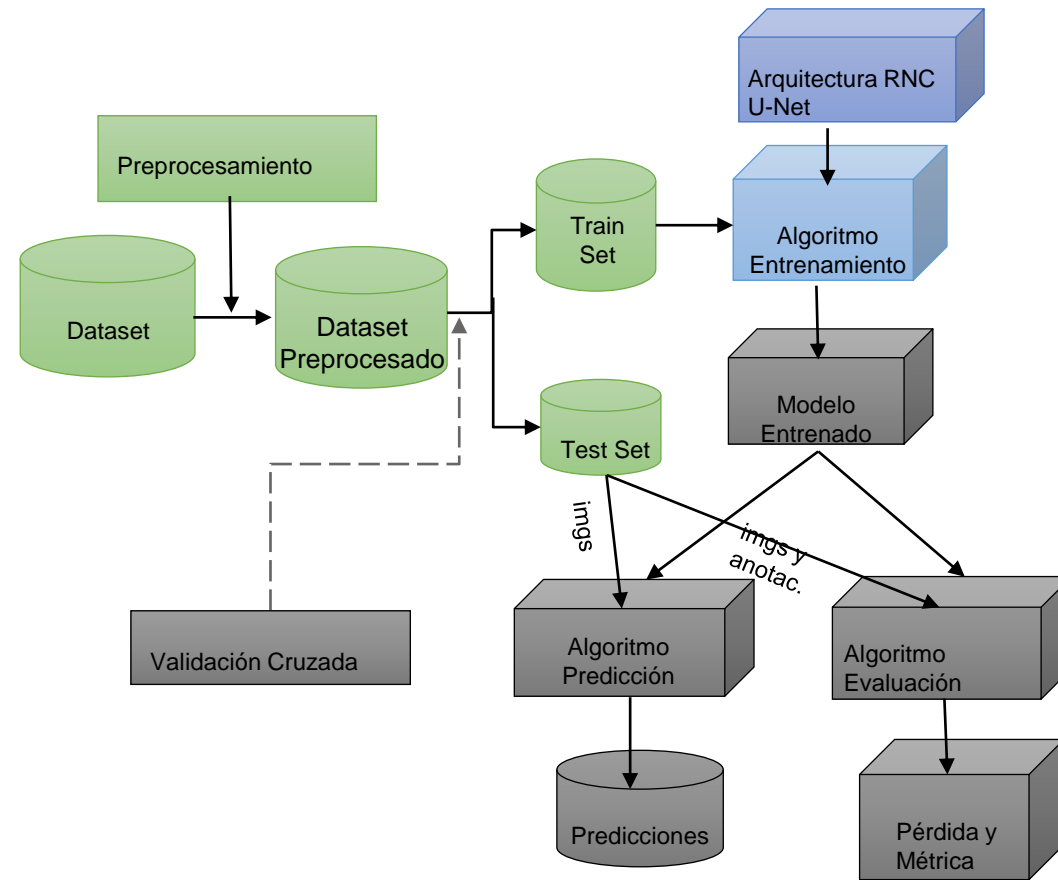 Arquitectura RNC
U-Net
Preprocesamiento
Train
Set
Algoritmo
Entrenamiento
Dataset
Dataset
Preprocesado
Modelo
Entrenado
Test Set
imgs
imgs y
anotac.
Validación Cruzada
Algoritmo
Predicción
Algoritmo
Evaluación
Predicciones
Pérdida y
Métrica